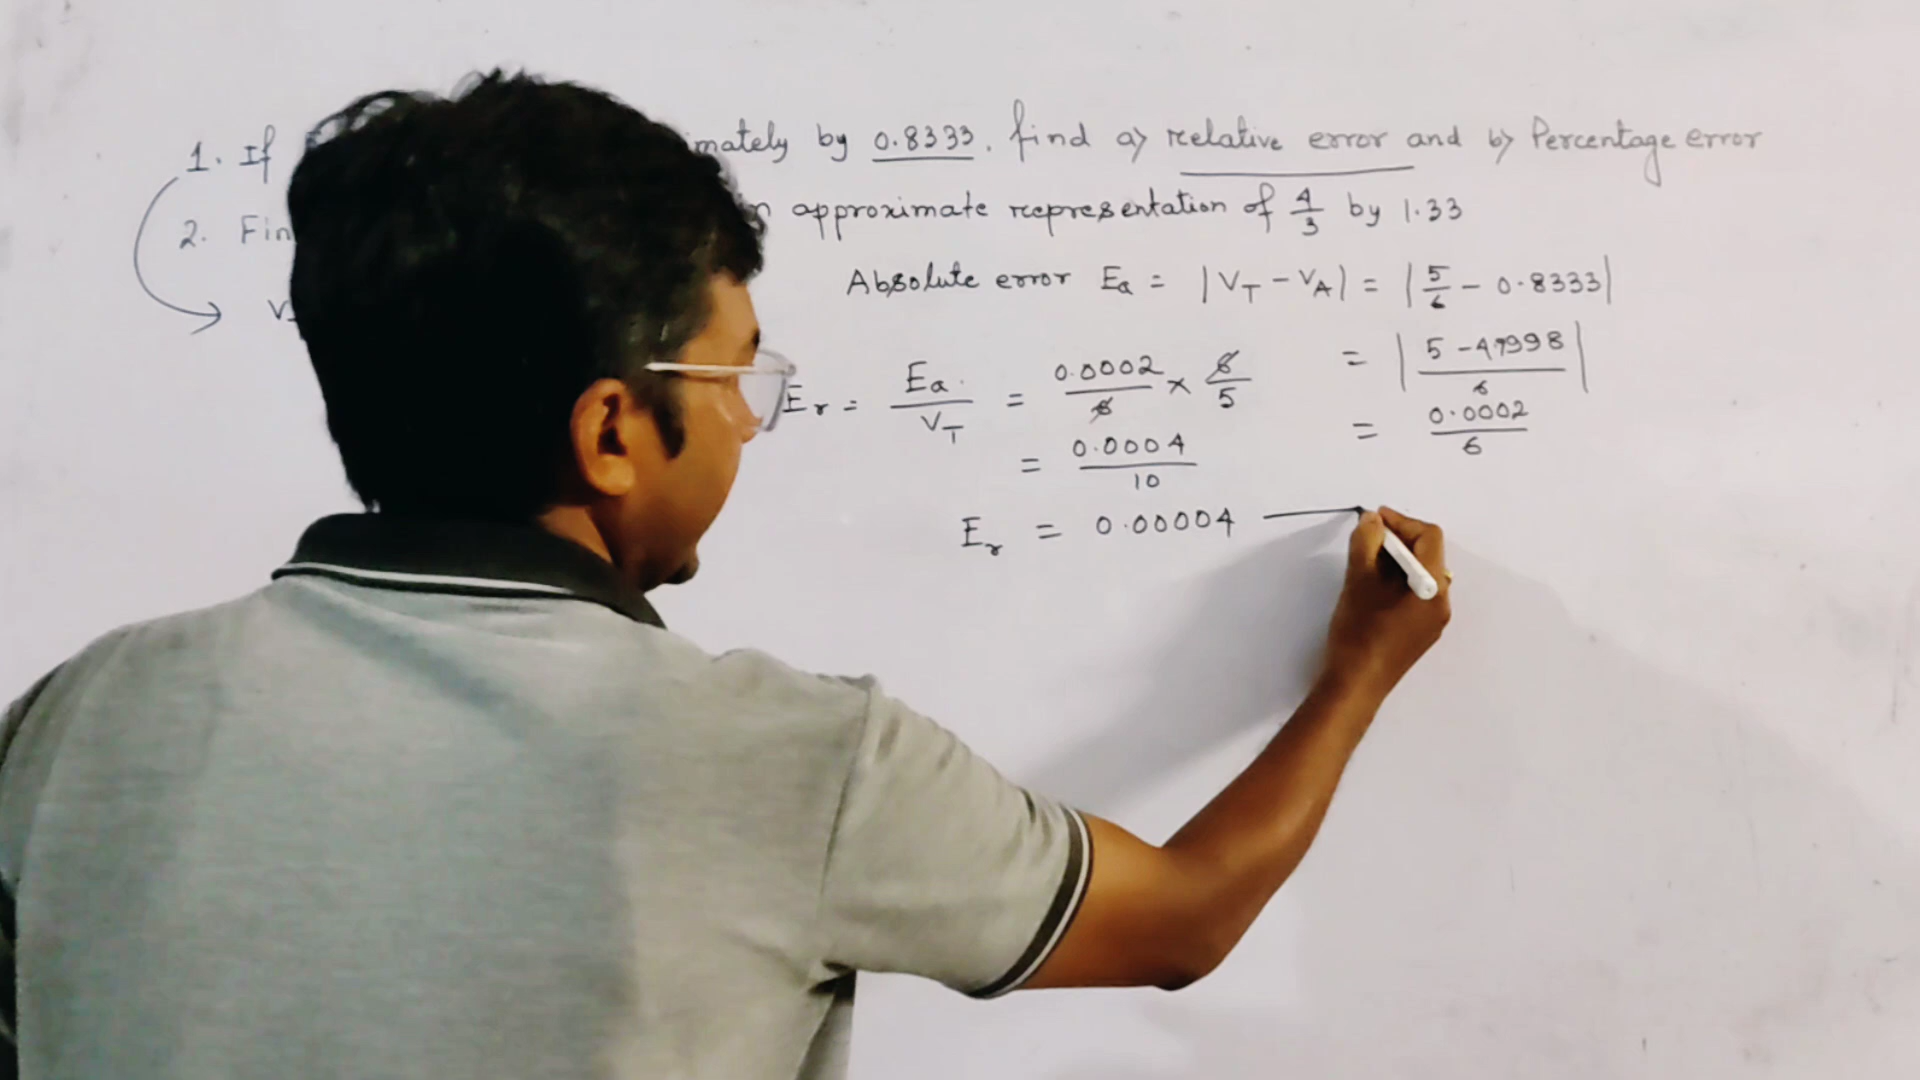 1. If mately by 0.8333, find a) relative error and b) Percentage error
2. approximate representation of 4/3 by 1.33
Absolute error Ea = |VT - VA| = |5/6 - 0.8333|
= |5 - 4.9998 / 6|
Er = Ea / VT = 0.0002/6 × 6/5
= 0.0002 / 6
= 0.0004 / 10
Er = 0.00004